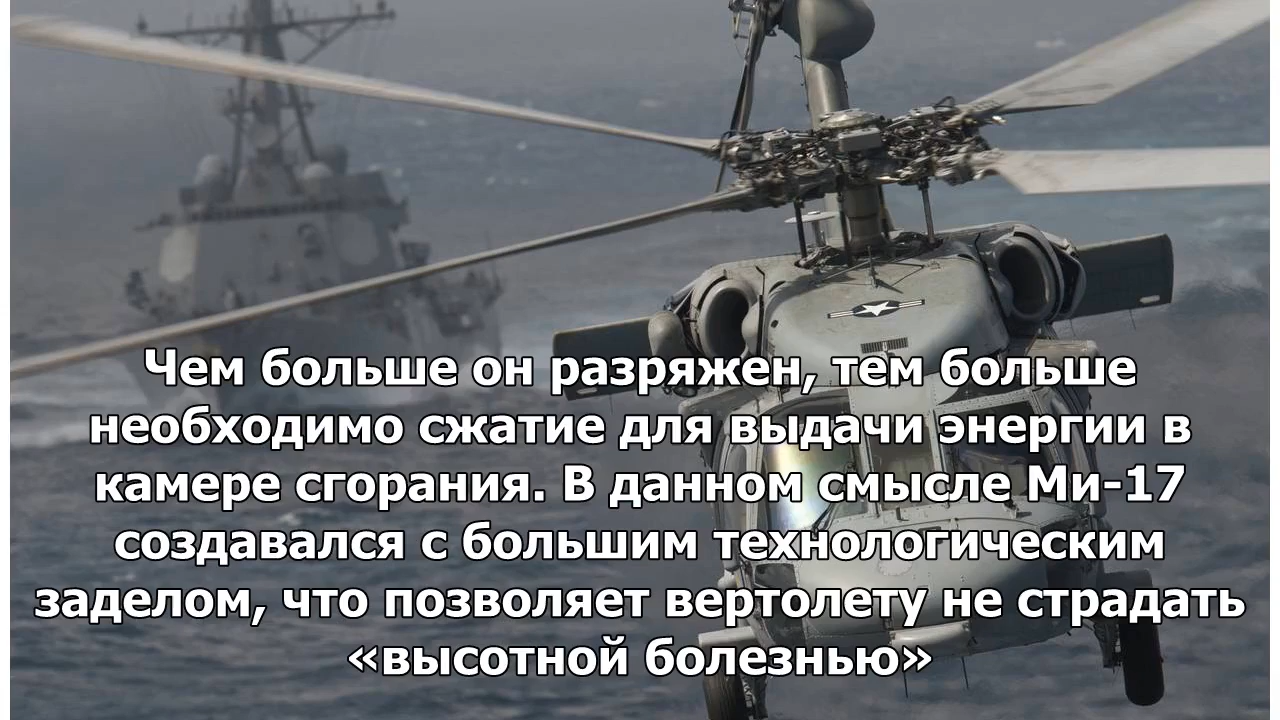 Чем больше он разряжен, тем больше
необходимо сжатие для выдачи энергии в
камере сгорания. В данном смысле Ми-17
создавался с большим технологическим
заделом, что позволяет вертолету не страдать
«высотной болезнью»